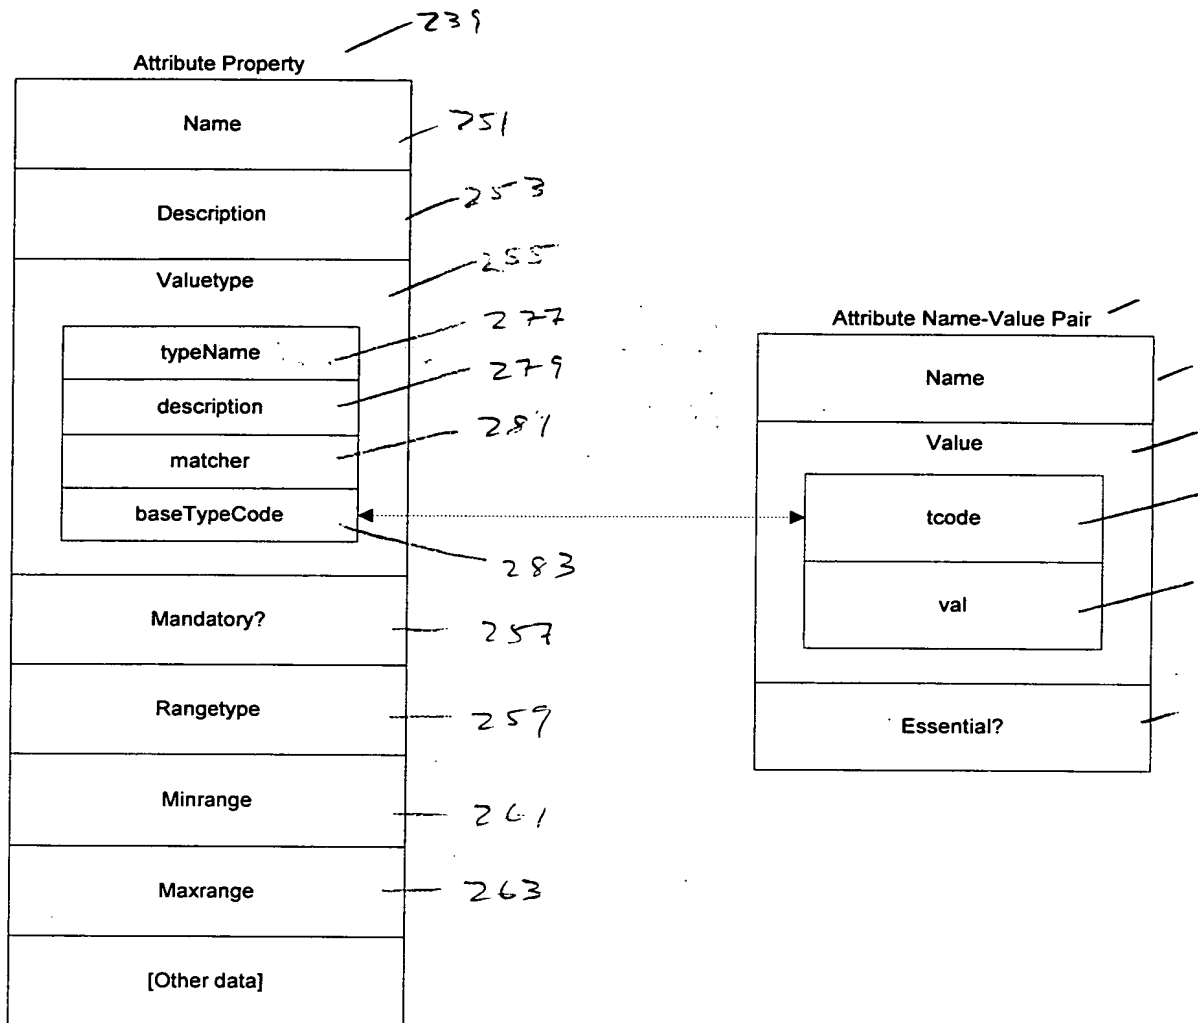 239
Attribute Property
Name
251
Description
253
Valuetype
255
typeName
277
description
279
matcher
281
baseTypeCode
283
Mandatory?
257
Rangetype
259
Minrange
261
Maxrange
263
[Other data]
Attribute Name-Value Pair
Name
Value
tcode
val
Essential?